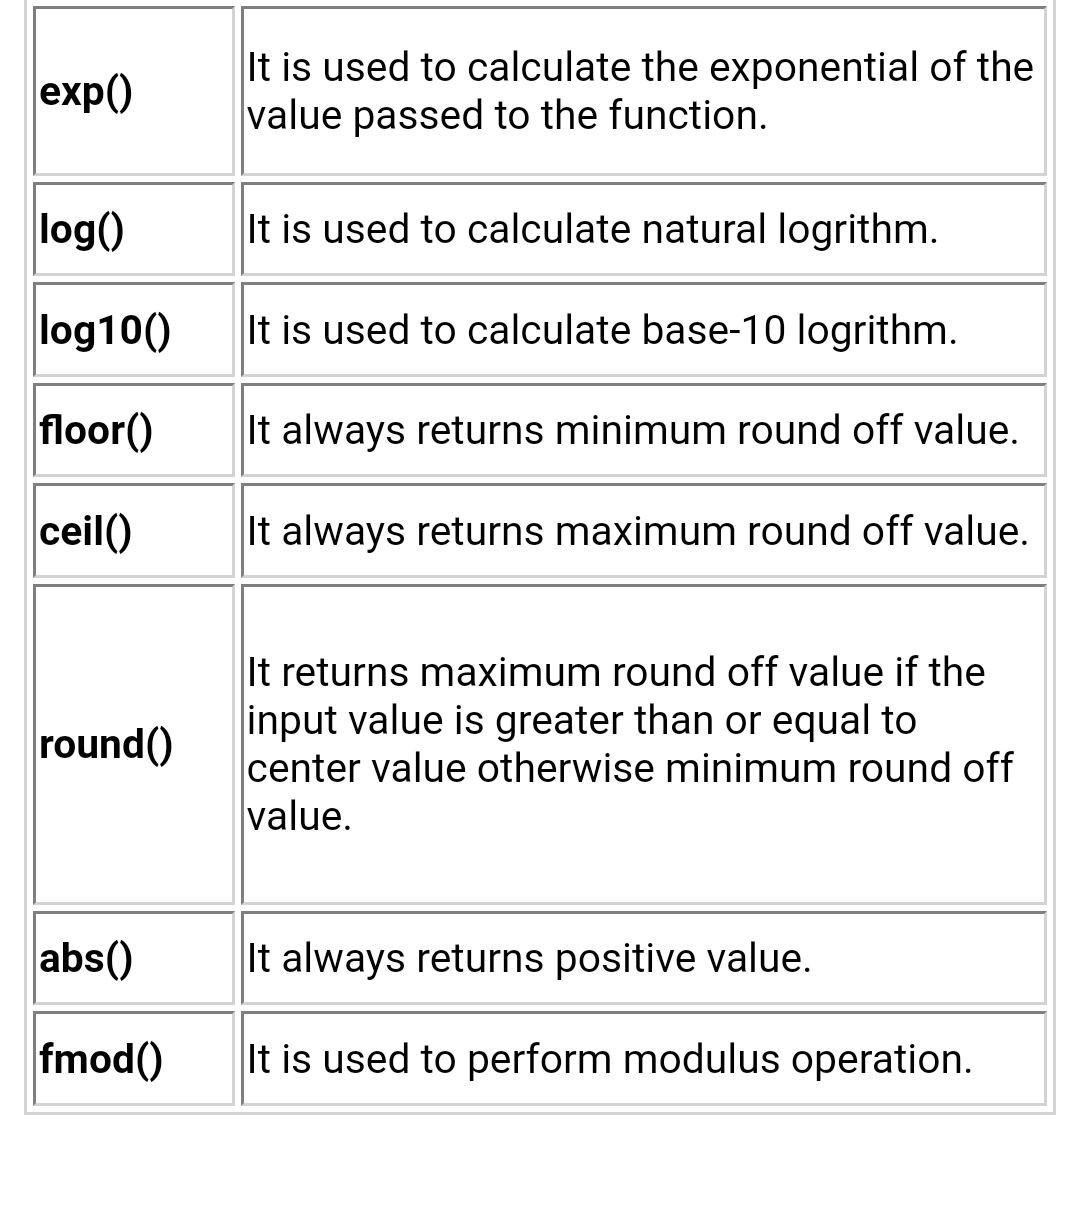 exp()
It is used to calculate the exponential of the
value passed to the function.
log()
It is used to calculate natural logrithm.
log10()
It is used to calculate base-10 logrithm.
floor()
It always returns minimum round off value.
ceil()
It always returns maximum round off value.
round()
It returns maximum round off value if the
input value is greater than or equal to
center value otherwise minimum round off
value.
abs()
It always returns positive value.
fmod()
It is used to perform modulus operation.